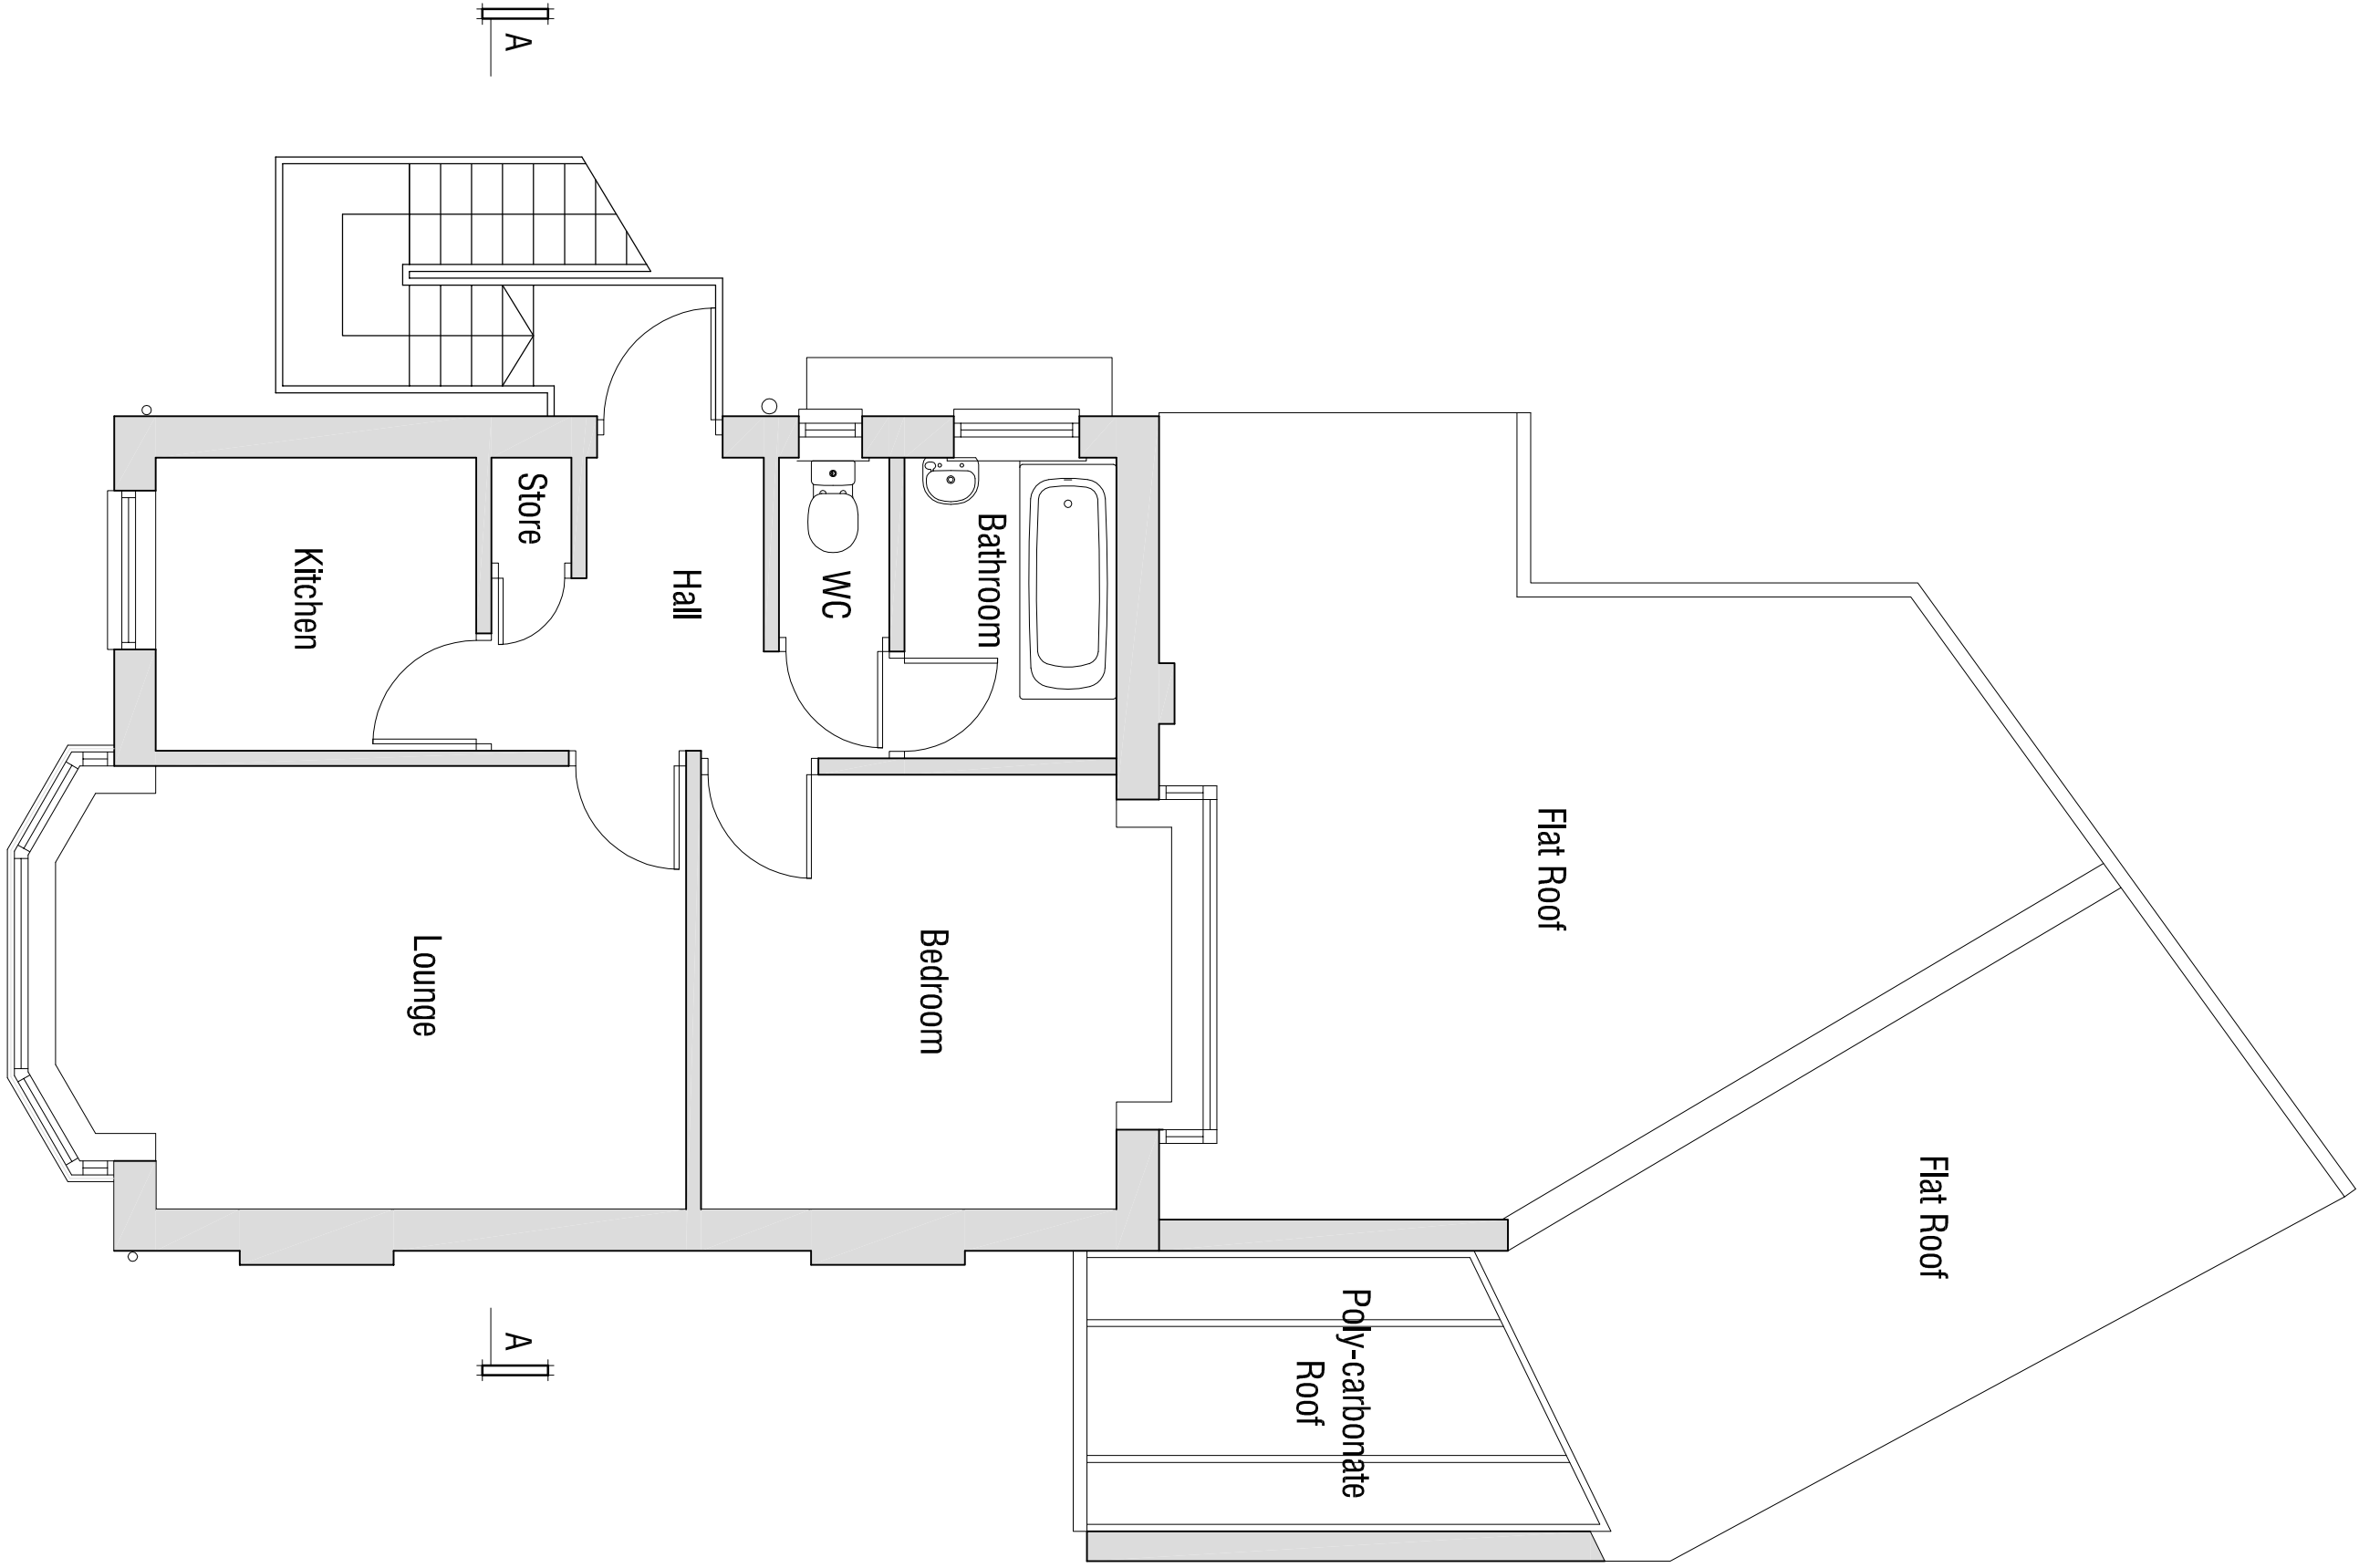 A
Store
Kitchen
Hall
WC
Bathroom
Lounge
Bedroom
Flat Roof
Flat Roof
Poly-carbonate
Roof
A